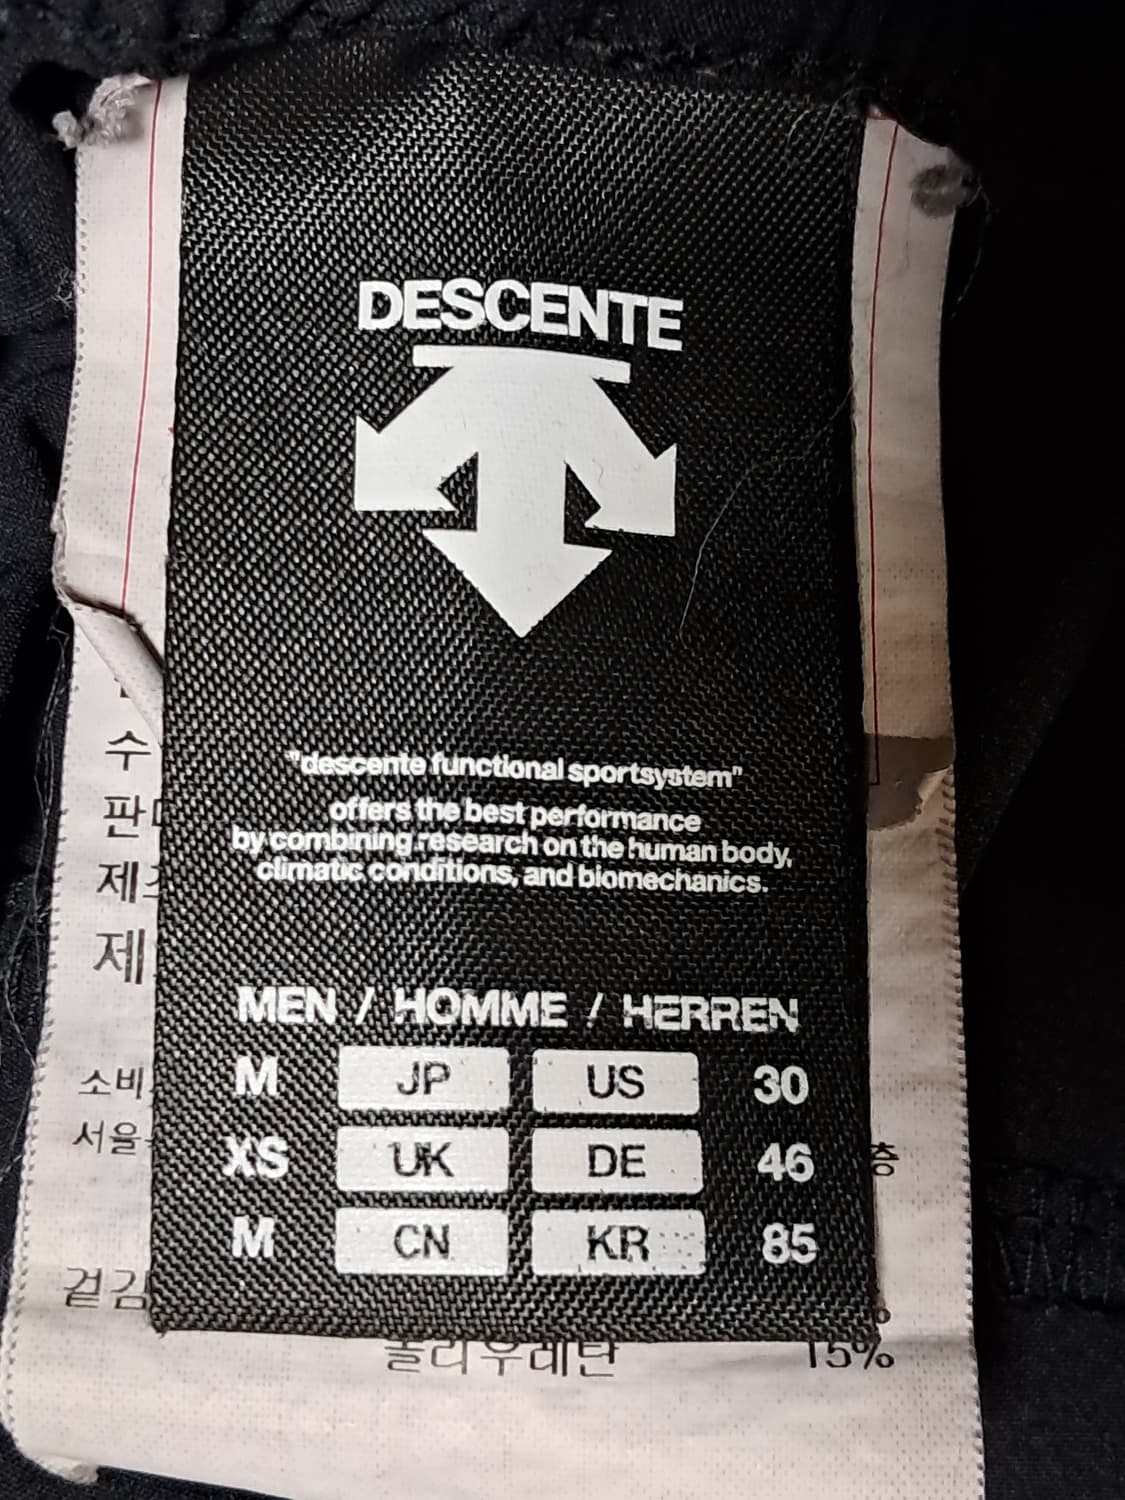 DESCENTE
"descente functional sportsystem"
offers the best performance
by combining research on the human body,
climatic conditions, and biomechanics.
MEN / HOMME / HERREN
M JP US 30
XS UK DE 46
M CN KR 85
수
제
소비
서울
층
겉감
폴리우레탄 15%